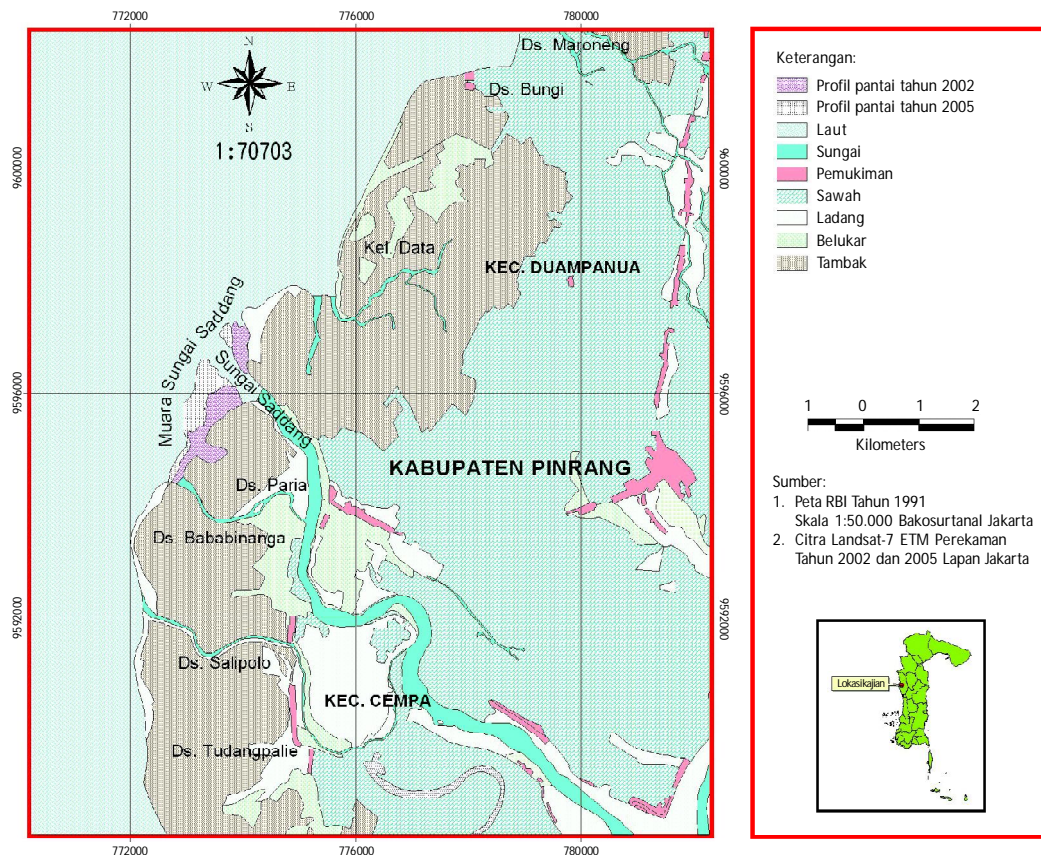 772000
776000
780000
N
W
E
S
1:70703
Ds. Maroneng
Ds. Bungi
9600000
9600000
Kel. Data
KEC. DUAMPANUA
Muara Sungai Saddang
Sungai Saddang
9596000
9596000
KABUPATEN PINRANG
Ds. Paria
Ds. Bababinanga
9592000
9592000
Ds. Salipolo
KEC. CEMPA
Ds. Tudangpalie
772000
776000
780000
Keterangan:
Profil pantai tahun 2002
Profil pantai tahun 2005
Laut
Sungai
Pemukiman
Sawah
Ladang
Belukar
Tambak
1 0 1 2
Kilometers
Sumber:
1. Peta RBI Tahun 1991
Skala 1:50.000 Bakosurtanal Jakarta
2. Citra Landsat-7 ETM Perekaman
Tahun 2002 dan 2005 Lapan Jakarta
Lokasikajian